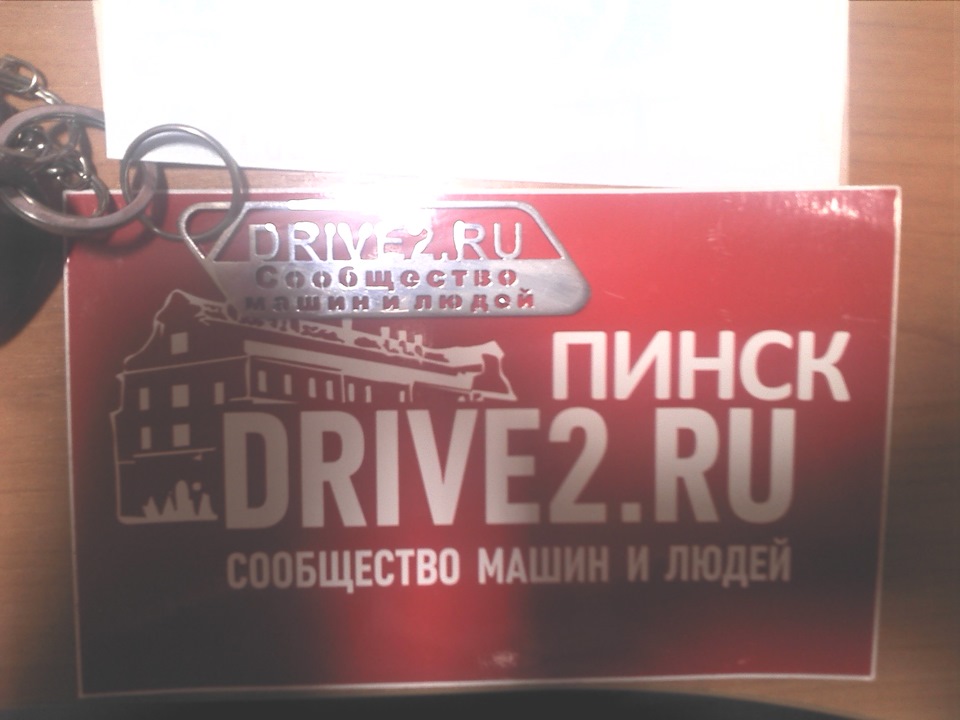 DRIVE2.RU
Сообщество
машин и людей
ПИНСК
DRIVE2.RU
СООБЩЕСТВО МАШИН И ЛЮДЕЙ